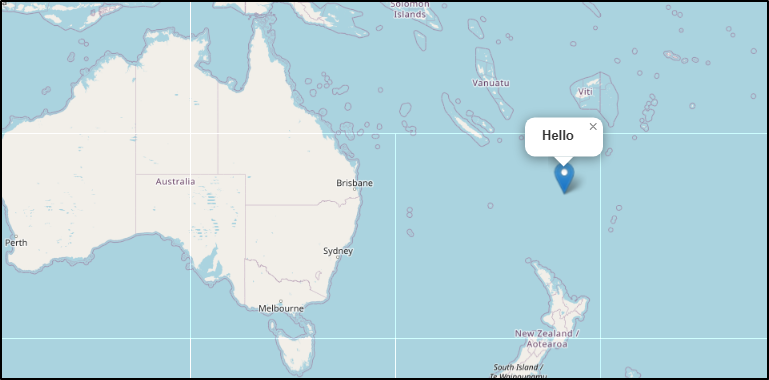 Solomon
Islands
Vanuatu
Viti
Hello
×
Australia
Brisbane
Perth
Sydney
Melbourne
New Zealand /
Aotearoa
South Island /
Te Waipounamu